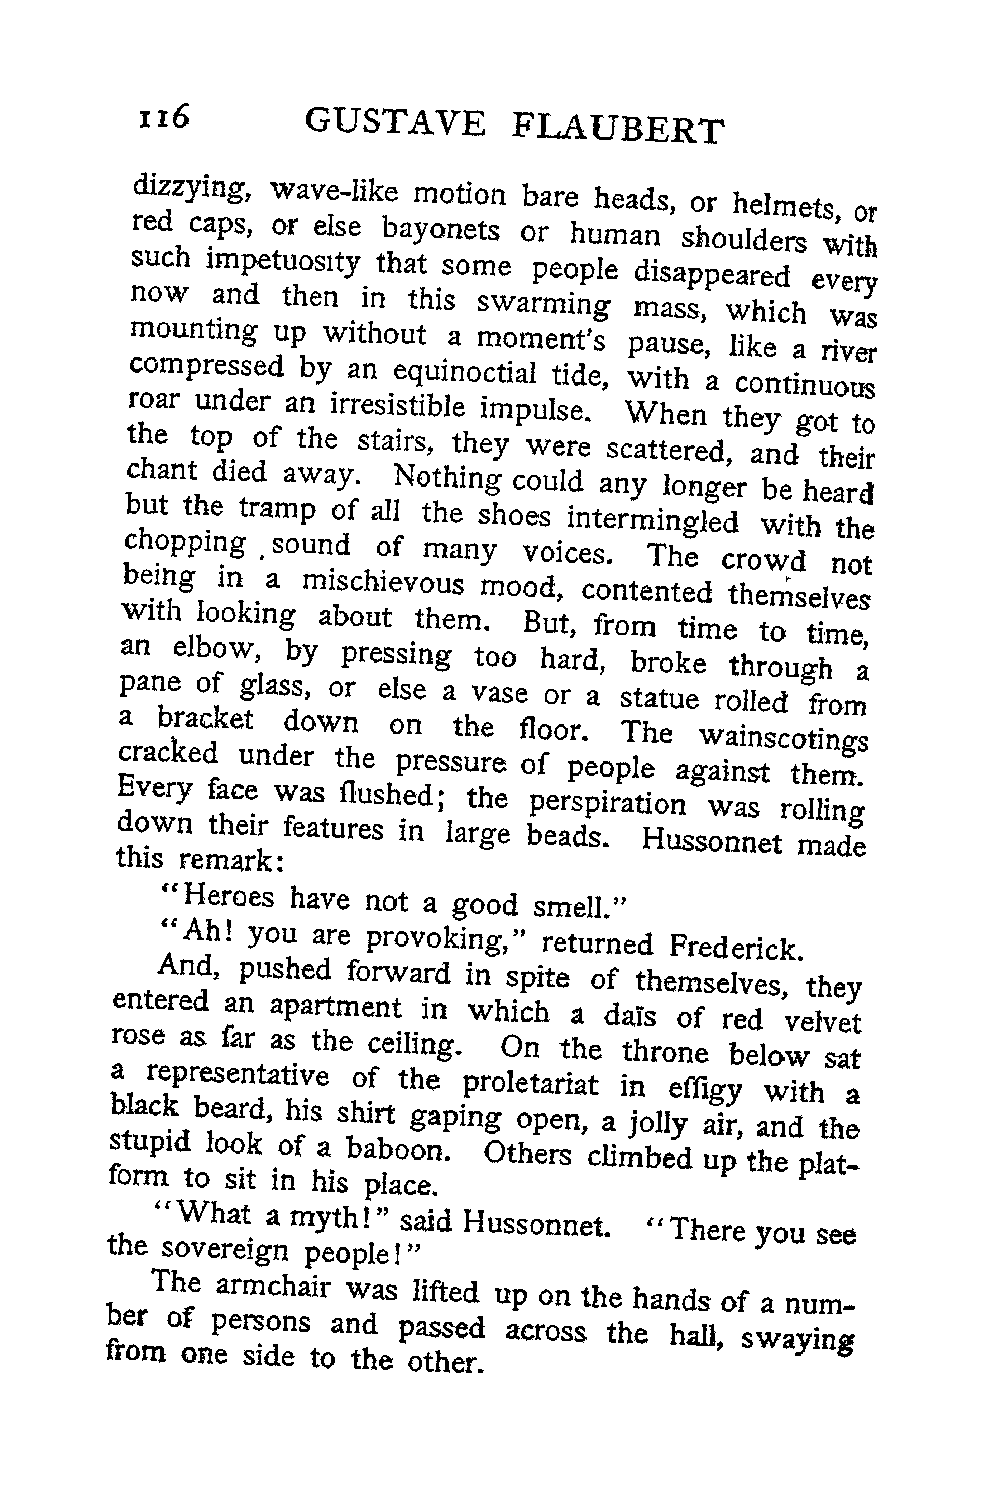 116 GUSTAVE FLAUBERT
dizzying, wave-like motion bare heads, or helmets, or
red caps, or else bayonets or human shoulders with
such impetuosity that some people disappeared every
now and then in this swarming mass, which was
mounting up without a moment's pause, like a river
compressed by an equinoctial tide, with a continuous
roar under an irresistible impulse. When they got to
the top of the stairs, they were scattered, and their
chant died away. Nothing could any longer be heard
but the tramp of all the shoes intermingled with the
chopping sound of many voices. The crowd not
being in a mischievous mood, contented themselves
with looking about them. But, from time to time,
an elbow, by pressing too hard, broke through a
pane of glass, or else a vase or a statue rolled from
a bracket down on the floor. The wainscotings
cracked under the pressure of people against them.
Every face was flushed; the perspiration was rolling
down their features in large beads. Hussonnet made
this remark:
"Heroes have not a good smell."
"Ah! you are provoking," returned Frederick.
And, pushed forward in spite of themselves, they
entered an apartment in which a daïs of red velvet
rose as far as the ceiling. On the throne below sat
a representative of the proletariat in effigy with a
black beard, his shirt gaping open, a jolly air, and the
stupid look of a baboon. Others climbed up the plat-
form to sit in his place.
"What a myth!" said Hussonnet. "There you see
the sovereign people!"
The armchair was lifted up on the hands of a num-
ber of persons and passed across the hall, swaying
from one side to the other.